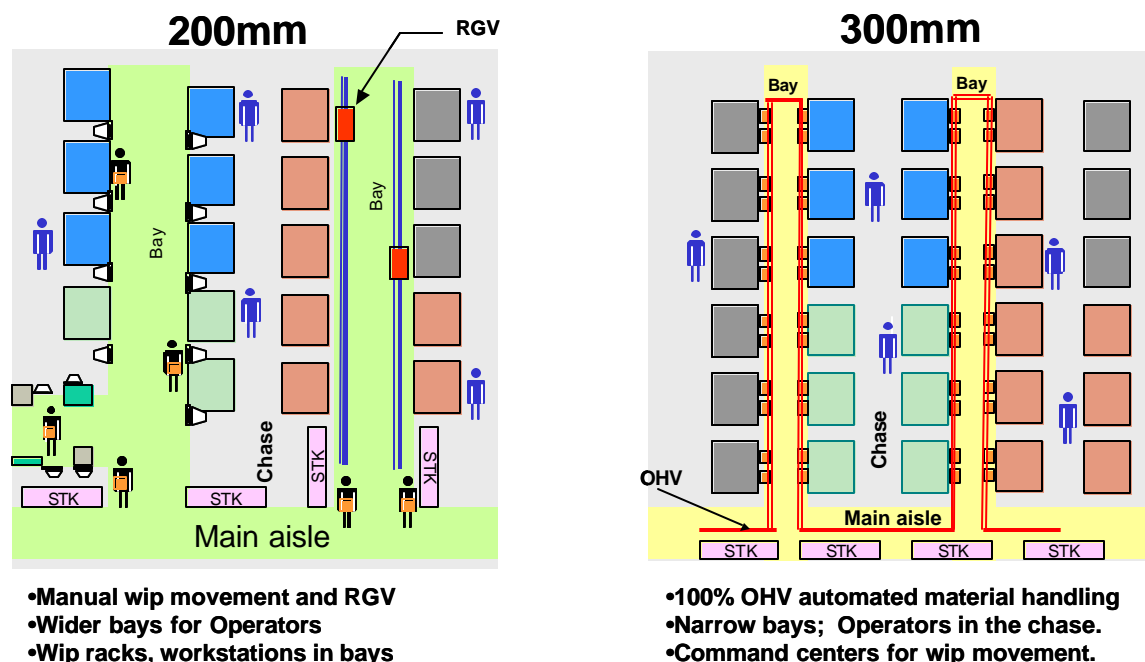 200mm
RGV
Bay
Bay
Chase
STK
STK
STK
STK
Main aisle
•Manual wip movement and RGV
•Wider bays for Operators
•Wip racks, workstations in bays
300mm
Bay
Bay
Chase
OHV
Main aisle
STK
STK
STK
STK
•100% OHV automated material handling
•Narrow bays;  Operators in the chase.
•Command centers for wip movement.